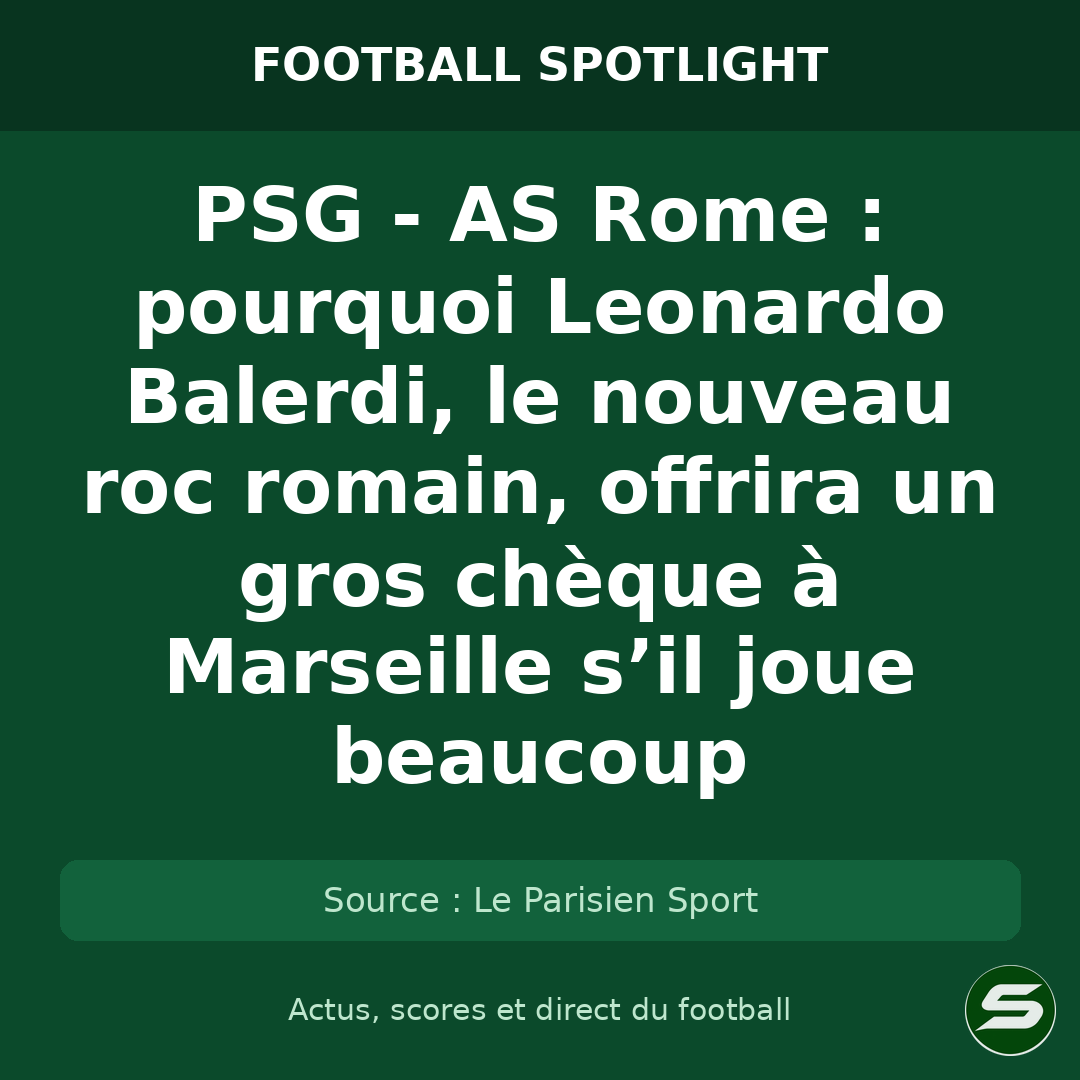 FOOTBALL SPOTLIGHT
PSG - AS Rome :
pourquoi Leonardo
Balerdi, le nouveau
roc romain, offrira un
gros chèque à
Marseille s’il joue
beaucoup
Source : Le Parisien Sport
Actus, scores et direct du football
S